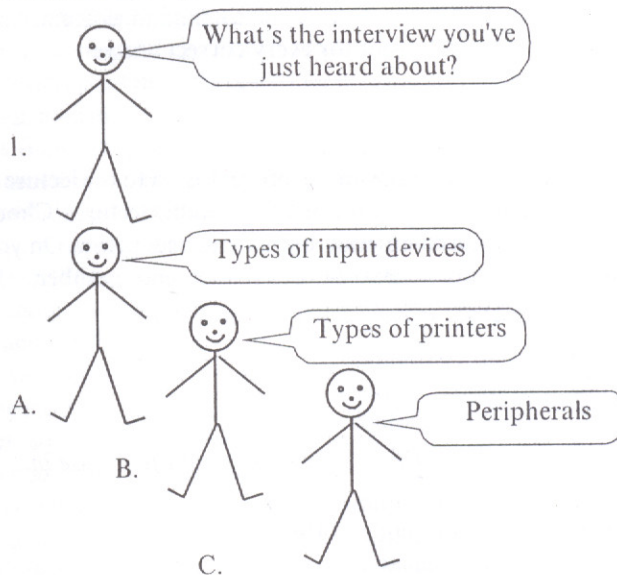 What's the interview you've
just heard about?
1.
Types of input devices
A.
Types of printers
B.
Peripherals
C.